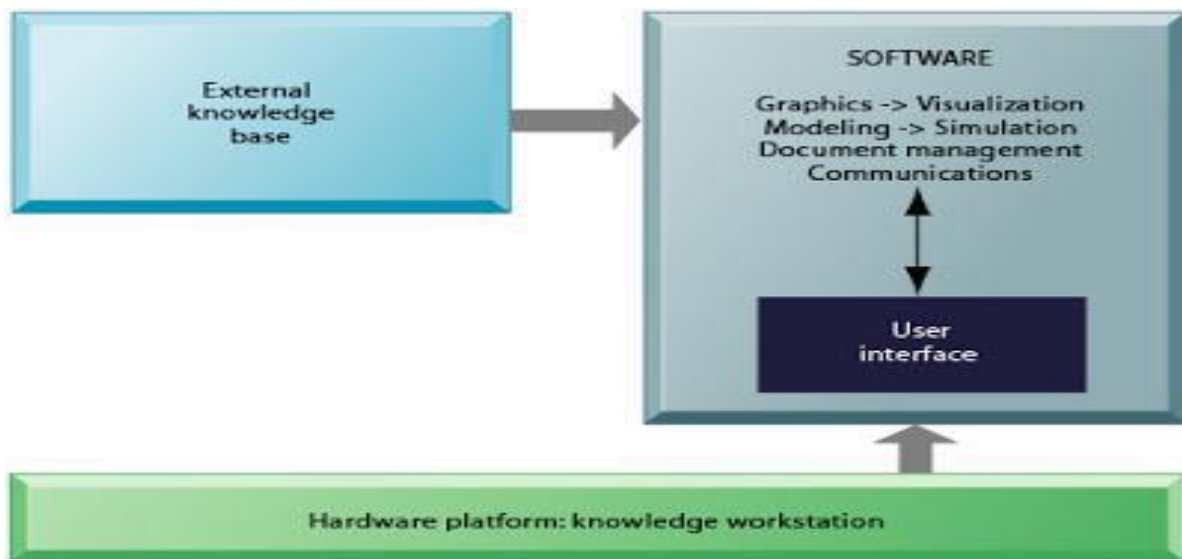 External
knowledge
base
SOFTWARE
Graphics -> Visualization
Modeling -> Simulation
Document management
Communications
User
interface
Hardware platform: knowledge workstation